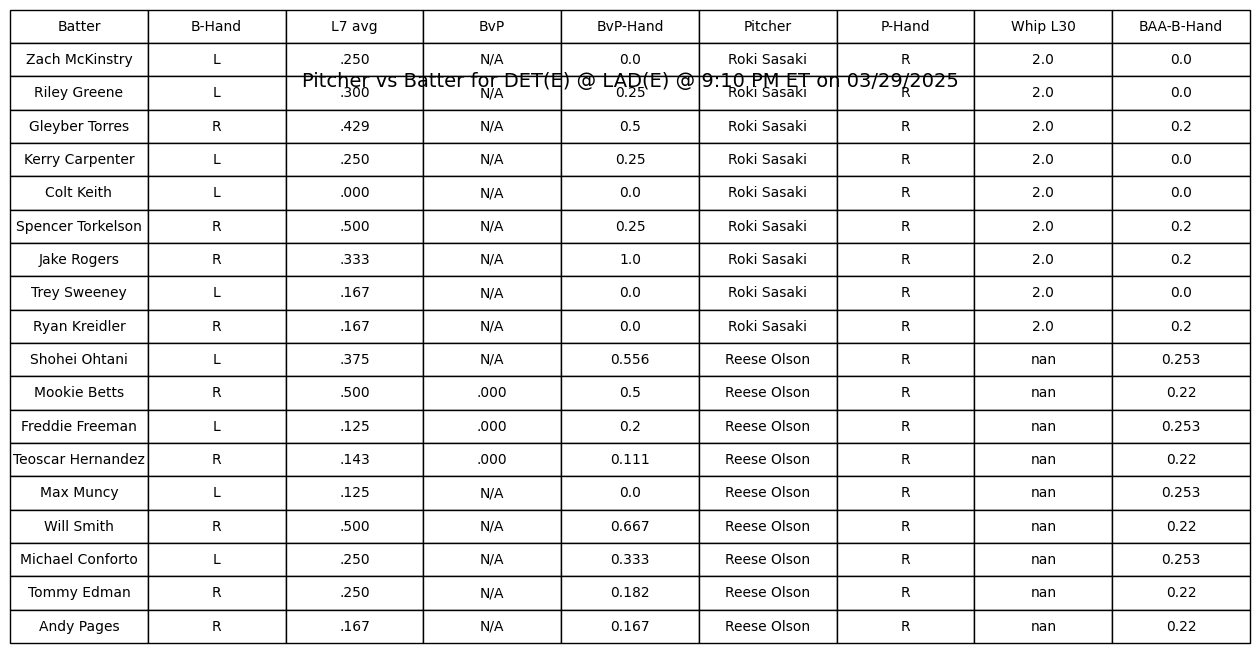 Batter B-Hand L7 avg BvP BvP-Hand Pitcher P-Hand Whip L30 BAA-B-Hand
Zach McKinstry L .250 N/A 0.0 Roki Sasaki R 2.0 0.0
Pitcher vs Batter for DET(E) @ LAD(E) @ 9:10 PM ET on 03/29/2025
Riley Greene L .300 N/A 0.25 Roki Sasaki R 2.0 0.0
Gleyber Torres R .429 N/A 0.5 Roki Sasaki R 2.0 0.2
Kerry Carpenter L .250 N/A 0.25 Roki Sasaki R 2.0 0.0
Colt Keith L .000 N/A 0.0 Roki Sasaki R 2.0 0.0
Spencer Torkelson R .500 N/A 0.25 Roki Sasaki R 2.0 0.2
Jake Rogers R .333 N/A 1.0 Roki Sasaki R 2.0 0.2
Trey Sweeney L .167 N/A 0.0 Roki Sasaki R 2.0 0.0
Ryan Kreidler R .167 N/A 0.0 Roki Sasaki R 2.0 0.2
Shohei Ohtani L .375 N/A 0.556 Reese Olson R nan 0.253
Mookie Betts R .500 .000 0.5 Reese Olson R nan 0.22
Freddie Freeman L .125 .000 0.2 Reese Olson R nan 0.253
Teoscar Hernandez R .143 .000 0.111 Reese Olson R nan 0.22
Max Muncy L .125 N/A 0.0 Reese Olson R nan 0.253
Will Smith R .500 N/A 0.667 Reese Olson R nan 0.22
Michael Conforto L .250 N/A 0.333 Reese Olson R nan 0.253
Tommy Edman R .250 N/A 0.182 Reese Olson R nan 0.22
Andy Pages R .167 N/A 0.167 Reese Olson R nan 0.22